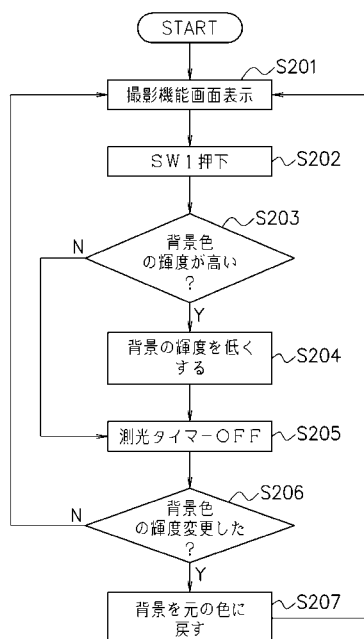 START
撮影機能画面表示
S201
SW1押下
S202
S203
背景色
の輝度が高い
?
N
Y
背景の輝度を低く
する
S204
測光タイマーOFF
S205
S206
背景色
の輝度変更した
?
N
Y
背景を元の色に
戻す
S207